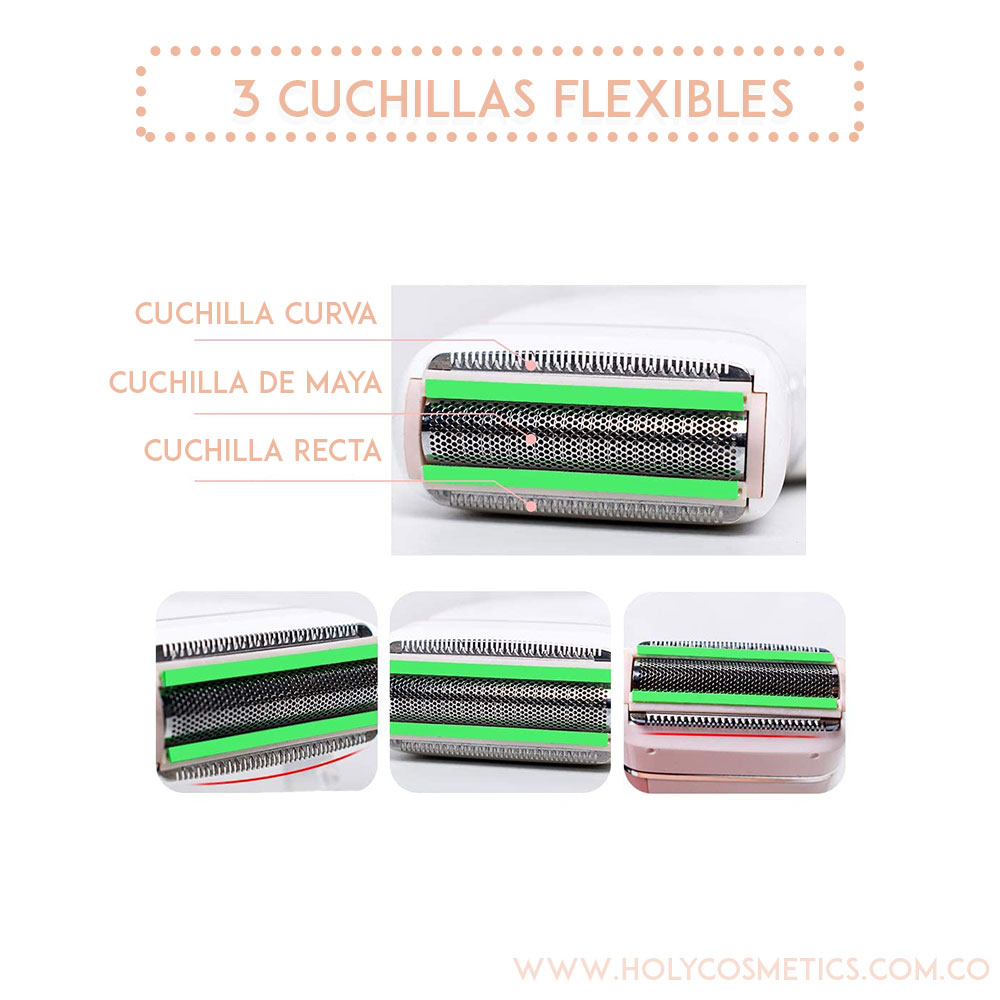 3 CUCHILLAS FLEXIBLES
CUCHILLA CURVA
CUCHILLA DE MAYA
CUCHILLA RECTA
WWW.HOLYCOSMETICS.COM.CO